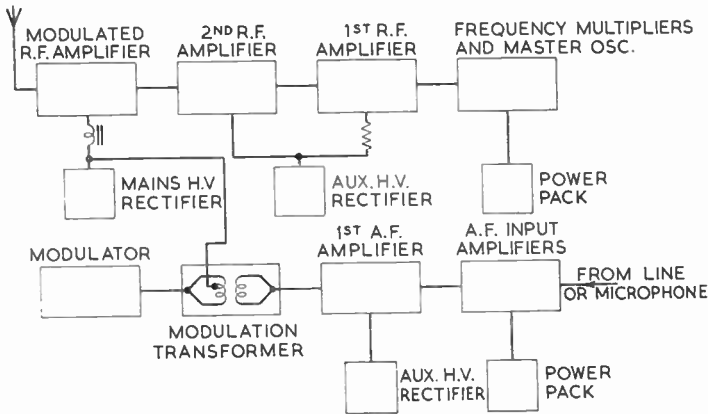 MODULATED
R.F. AMPLIFIER
2ND R.F.
AMPLIFIER
1ST R.F.
AMPLIFIER
FREQUENCY MULTIPLIERS
AND MASTER OSC.
MAINS H.V
RECTIFIER
AUX. H.V.
RECTIFIER
POWER
PACK
MODULATOR
MODULATION
TRANSFORMER
1ST A.F.
AMPLIFIER
A.F. INPUT
AMPLIFIERS
FROM LINE
OR MICROPHONE
AUX. H.V.
RECTIFIER
POWER
PACK